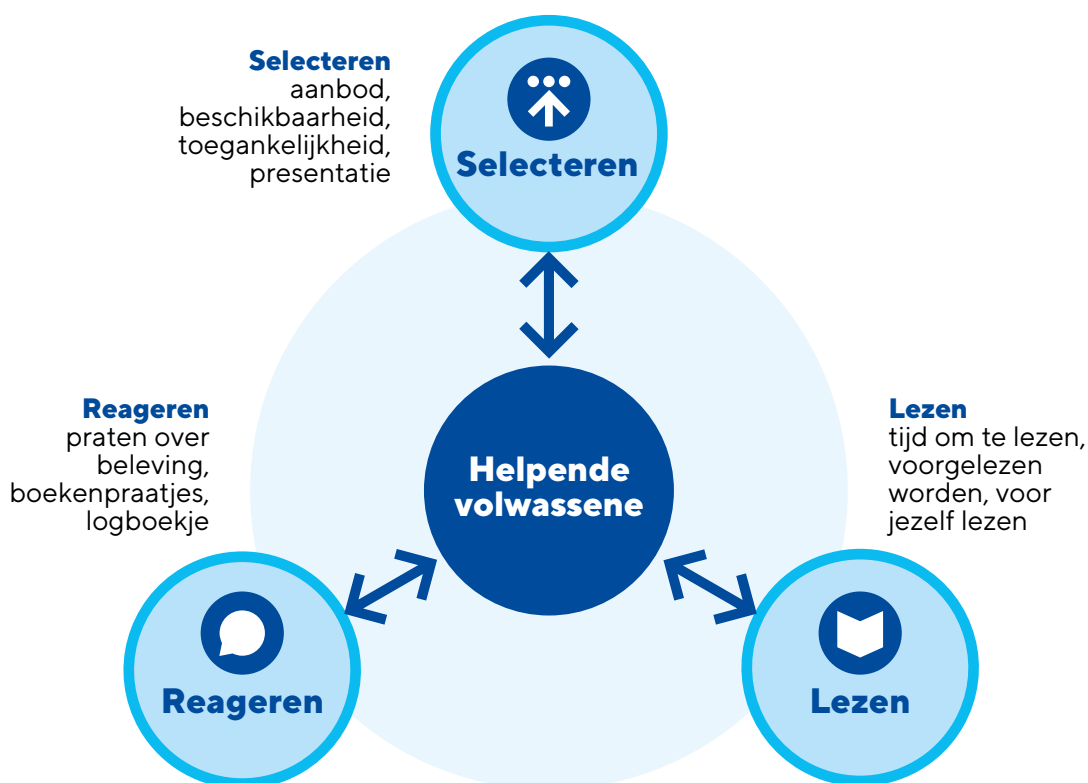 Selecteren
aanbod,
beschikbaarheid,
toegankelijkheid,
presentatie
Selecteren
Reageren
praten over
beleving,
boekenpraatjes,
logboekje
Helpende
volwassene
Lezen
tijd om te lezen,
voorgelezen
worden, voor
jezelf lezen
Reageren
Lezen